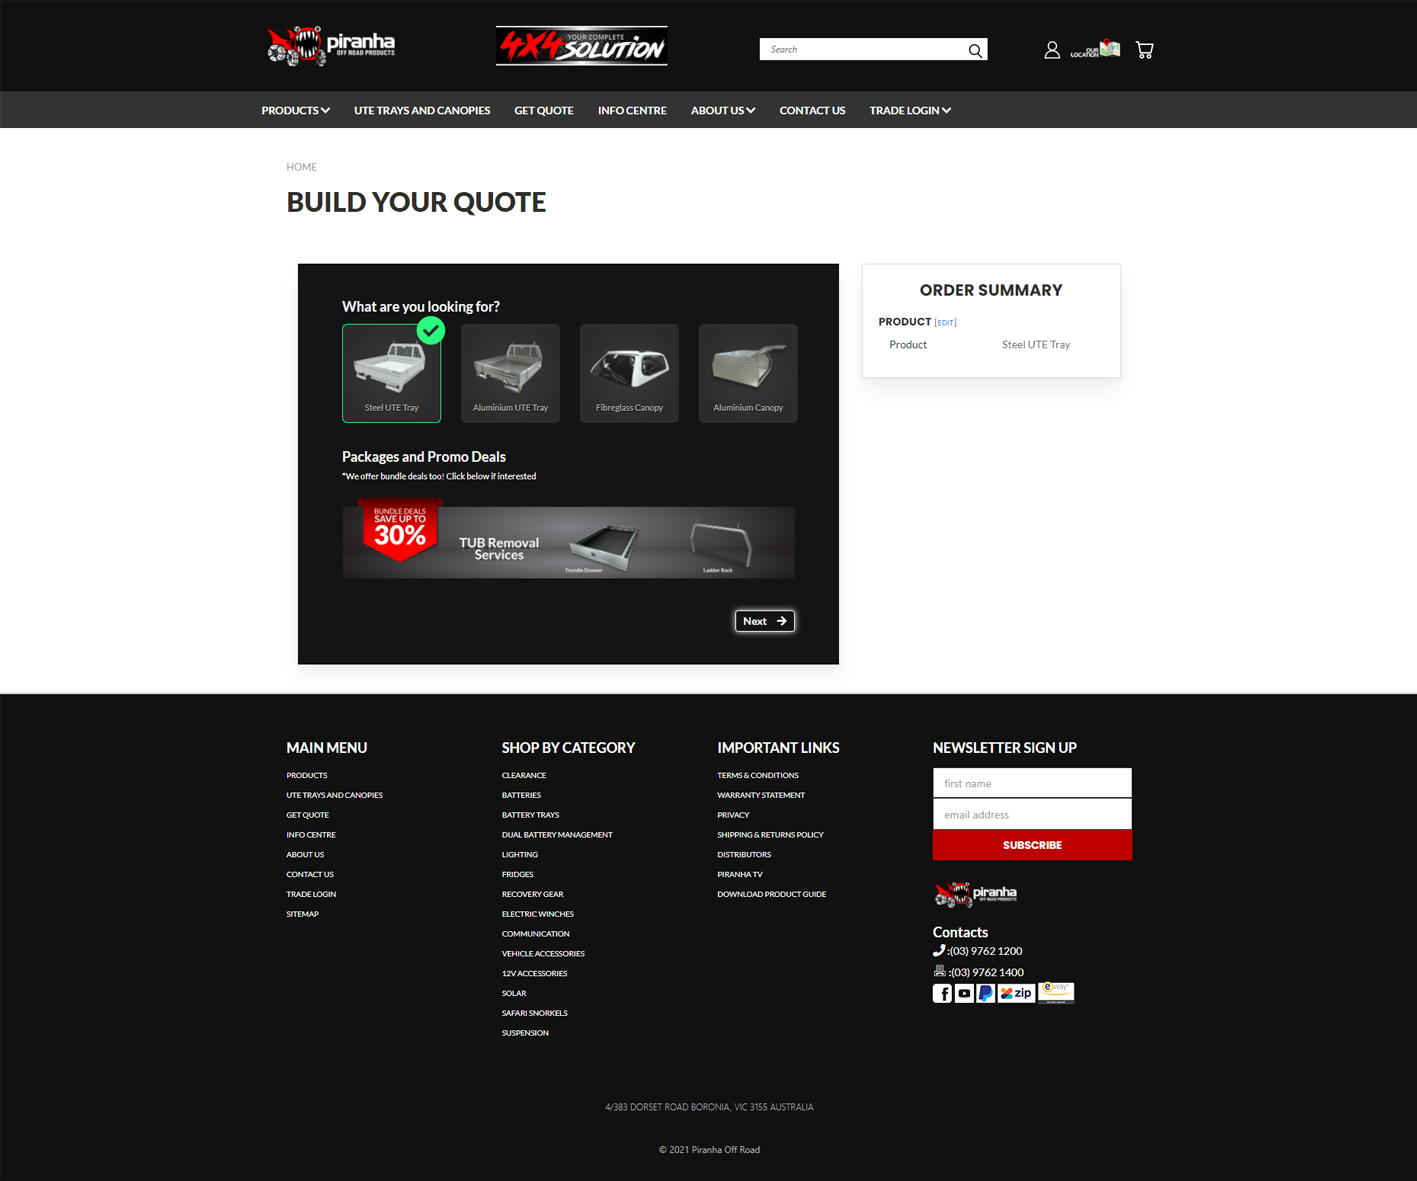 piranha
OFF ROAD PRODUCTS
YOUR COMPLETE
4X4 SOLUTION
Search
OUR
LOCATION
PRODUCTS
UTE TRAYS AND CANOPIES
GET QUOTE
INFO CENTRE
ABOUT US
CONTACT US
TRADE LOGIN
HOME
BUILD YOUR QUOTE
What are you looking for?
Steel UTE Tray
Aluminium UTE Tray
Fibreglass Canopy
Aluminium Canopy
Packages and Promo Deals
*We offer bundle deals too! Click below if interested
BUNDLE DEALS
SAVE UP TO
30%
TUB Removal
Services
Trundle Drawer
Ladder Rack
Next
ORDER SUMMARY
PRODUCT [EDIT]
Product
Steel UTE Tray
MAIN MENU
PRODUCTS
UTE TRAYS AND CANOPIES
GET QUOTE
INFO CENTRE
ABOUT US
CONTACT US
TRADE LOGIN
SITEMAP
SHOP BY CATEGORY
CLEARANCE
BATTERIES
BATTERY TRAYS
DUAL BATTERY MANAGEMENT
LIGHTING
FRIDGES
RECOVERY GEAR
ELECTRIC WINCHES
COMMUNICATION
VEHICLE ACCESSORIES
12V ACCESSORIES
SOLAR
SAFARI SNORKELS
SUSPENSION
IMPORTANT LINKS
TERMS & CONDITIONS
WARRANTY STATEMENT
PRIVACY
SHIPPING & RETURNS POLICY
DISTRIBUTORS
PIRANHA TV
DOWNLOAD PRODUCT GUIDE
NEWSLETTER SIGN UP
first name
email address
SUBSCRIBE
piranha
OFF ROAD PRODUCTS
Contacts
:(03) 9762 1200
:(03) 9762 1400
zip
eway
4/383 DORSET ROAD BORONIA, VIC 3155 AUSTRALIA
© 2021 Piranha Off Road